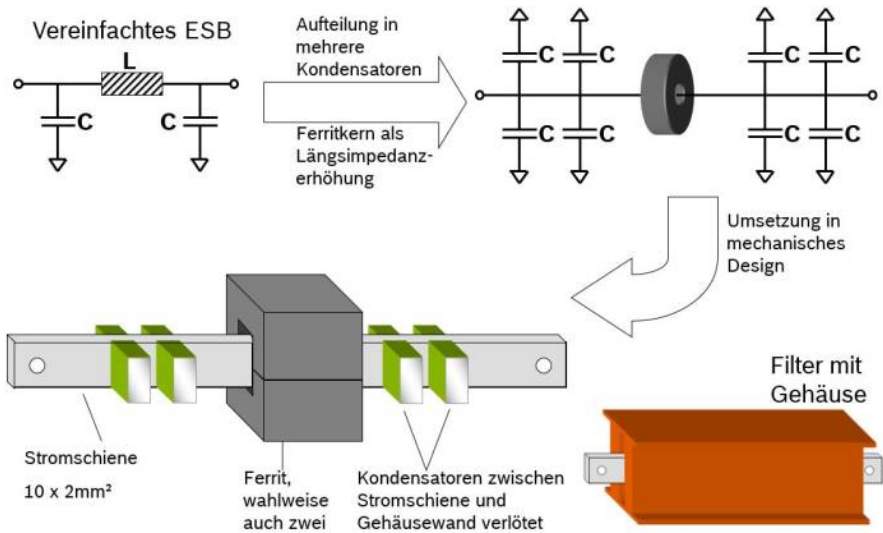 Vereinfachtes ESB
L
C
C
Aufteilung in
mehrere
Kondensatoren
Ferritkern als
Längsimpedanz-
erhöhung
C
C
C
C
C
C
C
C
Umsetzung in
mechanisches
Design
Stromschiene
10 x 2mm²
Ferrit,
wahlweise
auch zwei
Kondensatoren zwischen
Stromschiene und
Gehäusewand verlötet
Filter mit
Gehäuse